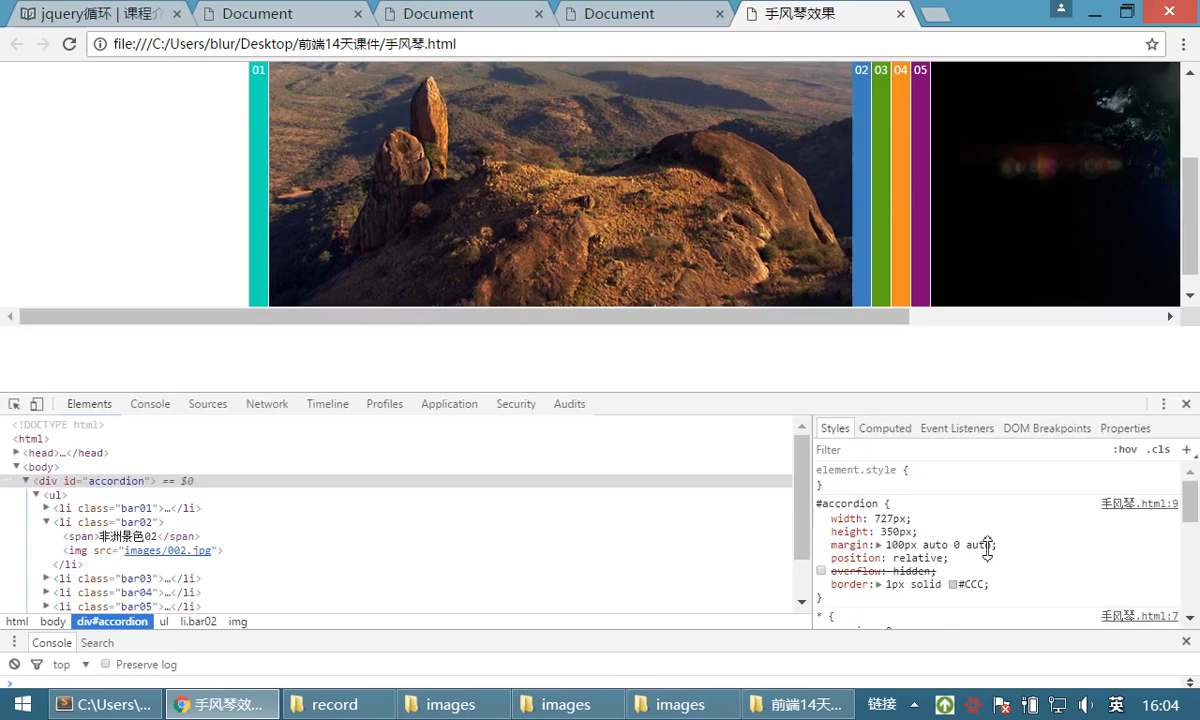 jquery循环 | 课程介 Document Document Document 手风琴效果
file:///C:/Users/blur/Desktop/前端14天课件/手风琴.html
01 02 03 04 05
Elements Console Sources Network Timeline Profiles Application Security Audits
<!DOCTYPE html>
<html>
<head>…</head>
<body>
<div id="accordion"> == $0
<ul>
<li class="bar01">…</li>
<li class="bar02">
<span>非洲景色02</span>
<img src="images/002.jpg">
</li>
<li class="bar03">…</li>
<li class="bar04">…</li>
<li class="bar05">…</li>
html body div#accordion ul li.bar02 img
Styles Computed Event Listeners DOM Breakpoints Properties
Filter :hov .cls +
element.style {
}
#accordion { 手风琴.html:9
width: 727px;
height: 350px;
margin: 100px auto 0 auto;
position: relative;
overflow: hidden;
border: 1px solid #CCC;
}
* { 手风琴.html:7
Console Search
top Preserve log
C:\Users\... 手风琴效... record images images images 前端14天... 链接 英 16:04